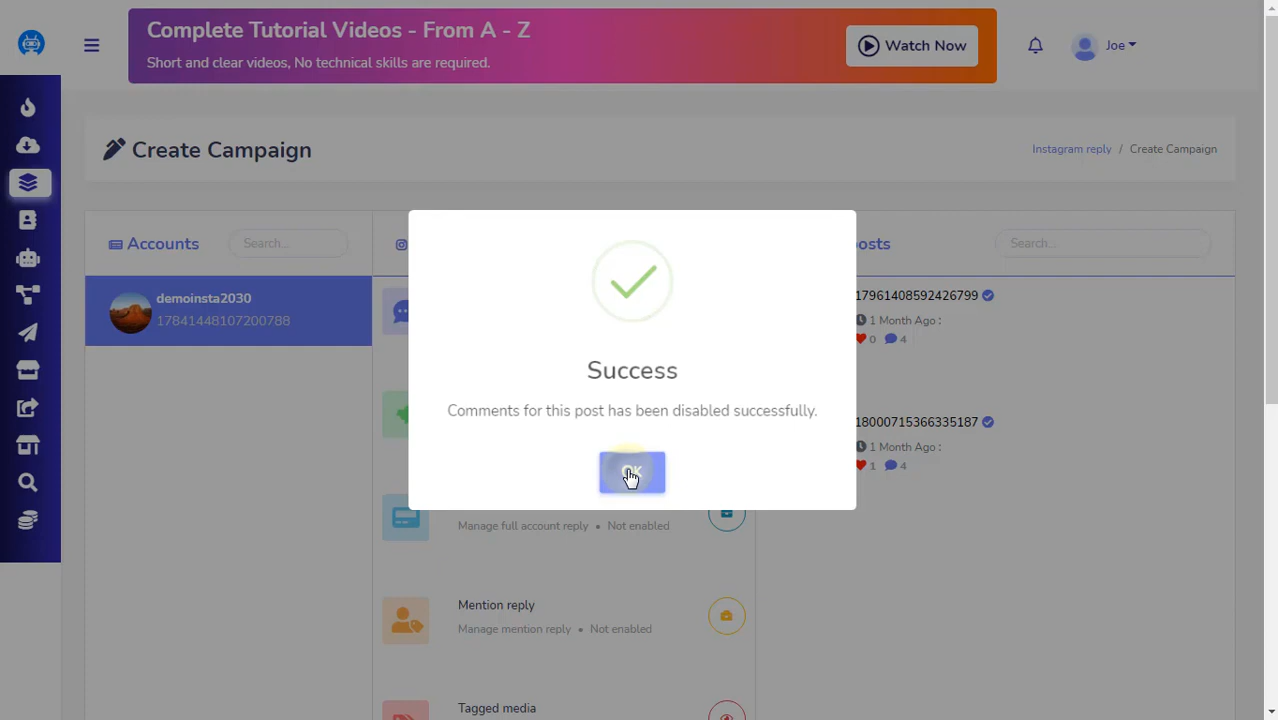 Complete Tutorial Videos - From A - Z
Short and clear videos, No technical skills are required.
Watch Now
Joe
Create Campaign
Instagram reply / Create Campaign
Accounts
Search...
posts
Search...
demoinsta2030
17841448107200788
17961408592426799
1 Month Ago :
0 4
18000715366335187
1 Month Ago :
1 4
Success
Comments for this post has been disabled successfully.
OK
Manage full account reply • Not enabled
Mention reply
Manage mention reply • Not enabled
Tagged media